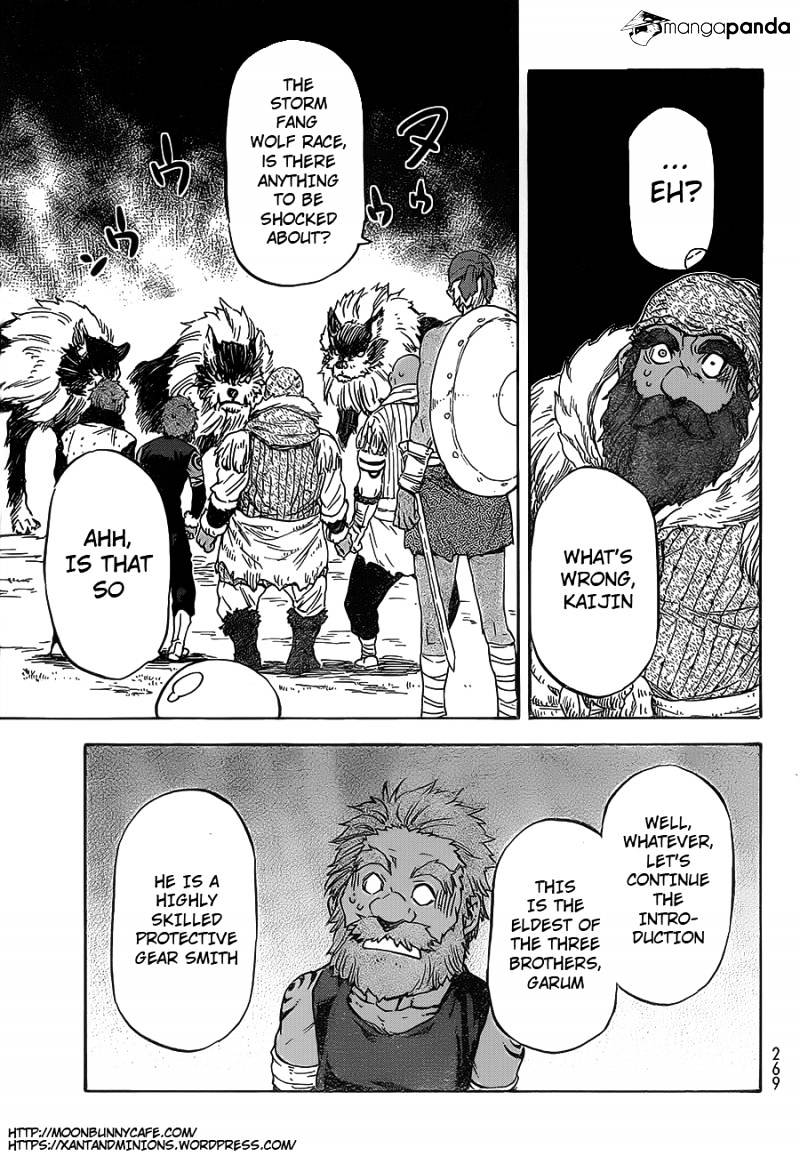 mangapanda
...
EH?
WHAT'S
WRONG,
KAIJIN
THE
STORM
FANG
WOLF RACE,
IS THERE
ANYTHING
TO BE
SHOCKED
ABOUT?
ヴ
ゥ
ゥ
ン
ヌ
AHH,
IS THAT
SO
WELL,
WHATEVER,
LET'S
CONTINUE
THE
INTRO-
DUCTION
THIS
IS THE
ELDEST OF
THE THREE
BROTHERS,
GARUM
HE IS A
HIGHLY
SKILLED
PROTECTIVE
GEAR SMITH
269
HTTP://MOONBUNNYCAFE.COM/
HTTPS://XANTANDMINIONS.WORDPRESS.COM/